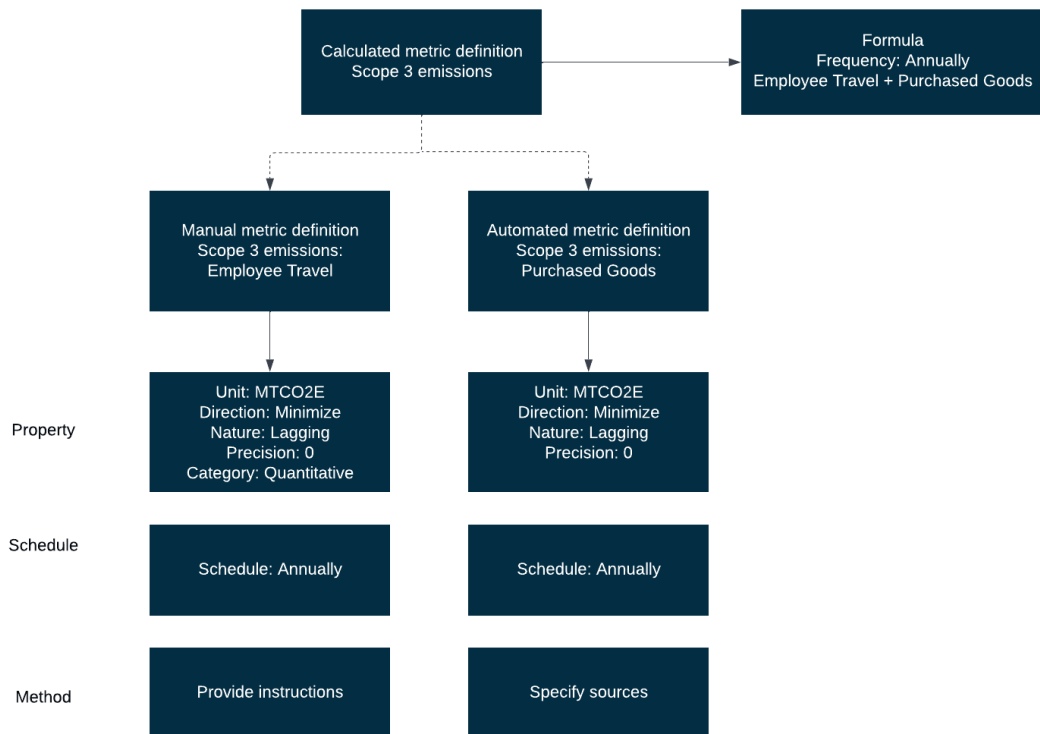 Calculated metric definition
Scope 3 emissions
Formula
Frequency: Annually
Employee Travel + Purchased Goods
Manual metric definition
Scope 3 emissions:
Employee Travel
Automated metric definition
Scope 3 emissions:
Purchased Goods
Property
Unit: MTCO2E
Direction: Minimize
Nature: Lagging
Precision: 0
Category: Quantitative
Unit: MTCO2E
Direction: Minimize
Nature: Lagging
Precision: 0
Schedule
Schedule: Annually
Schedule: Annually
Method
Provide instructions
Specify sources